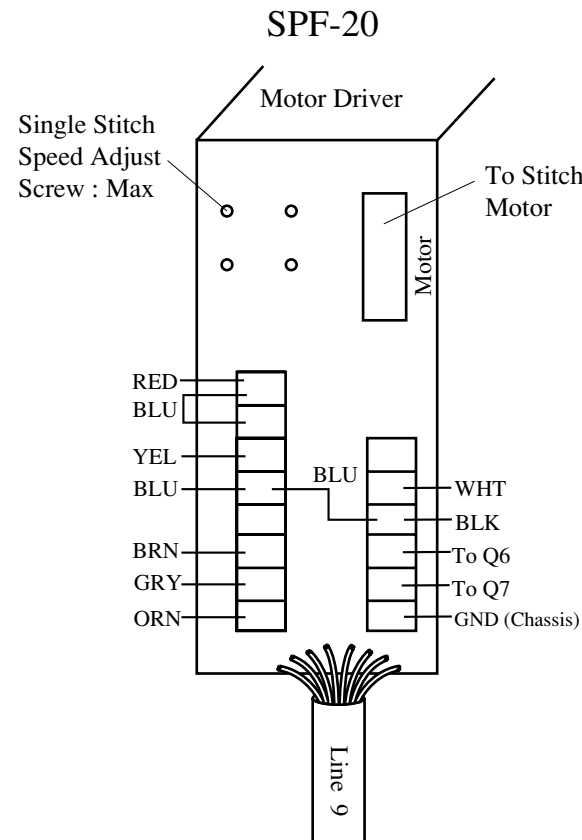 SPF-20
Motor Driver
Single Stitch
Speed Adjust
Screw : Max
To Stitch
Motor
Motor
RED
BLU
YEL
BLU
BRN
GRY
ORN
BLU
WHT
BLK
To Q6
To Q7
GND (Chassis)
Line 9